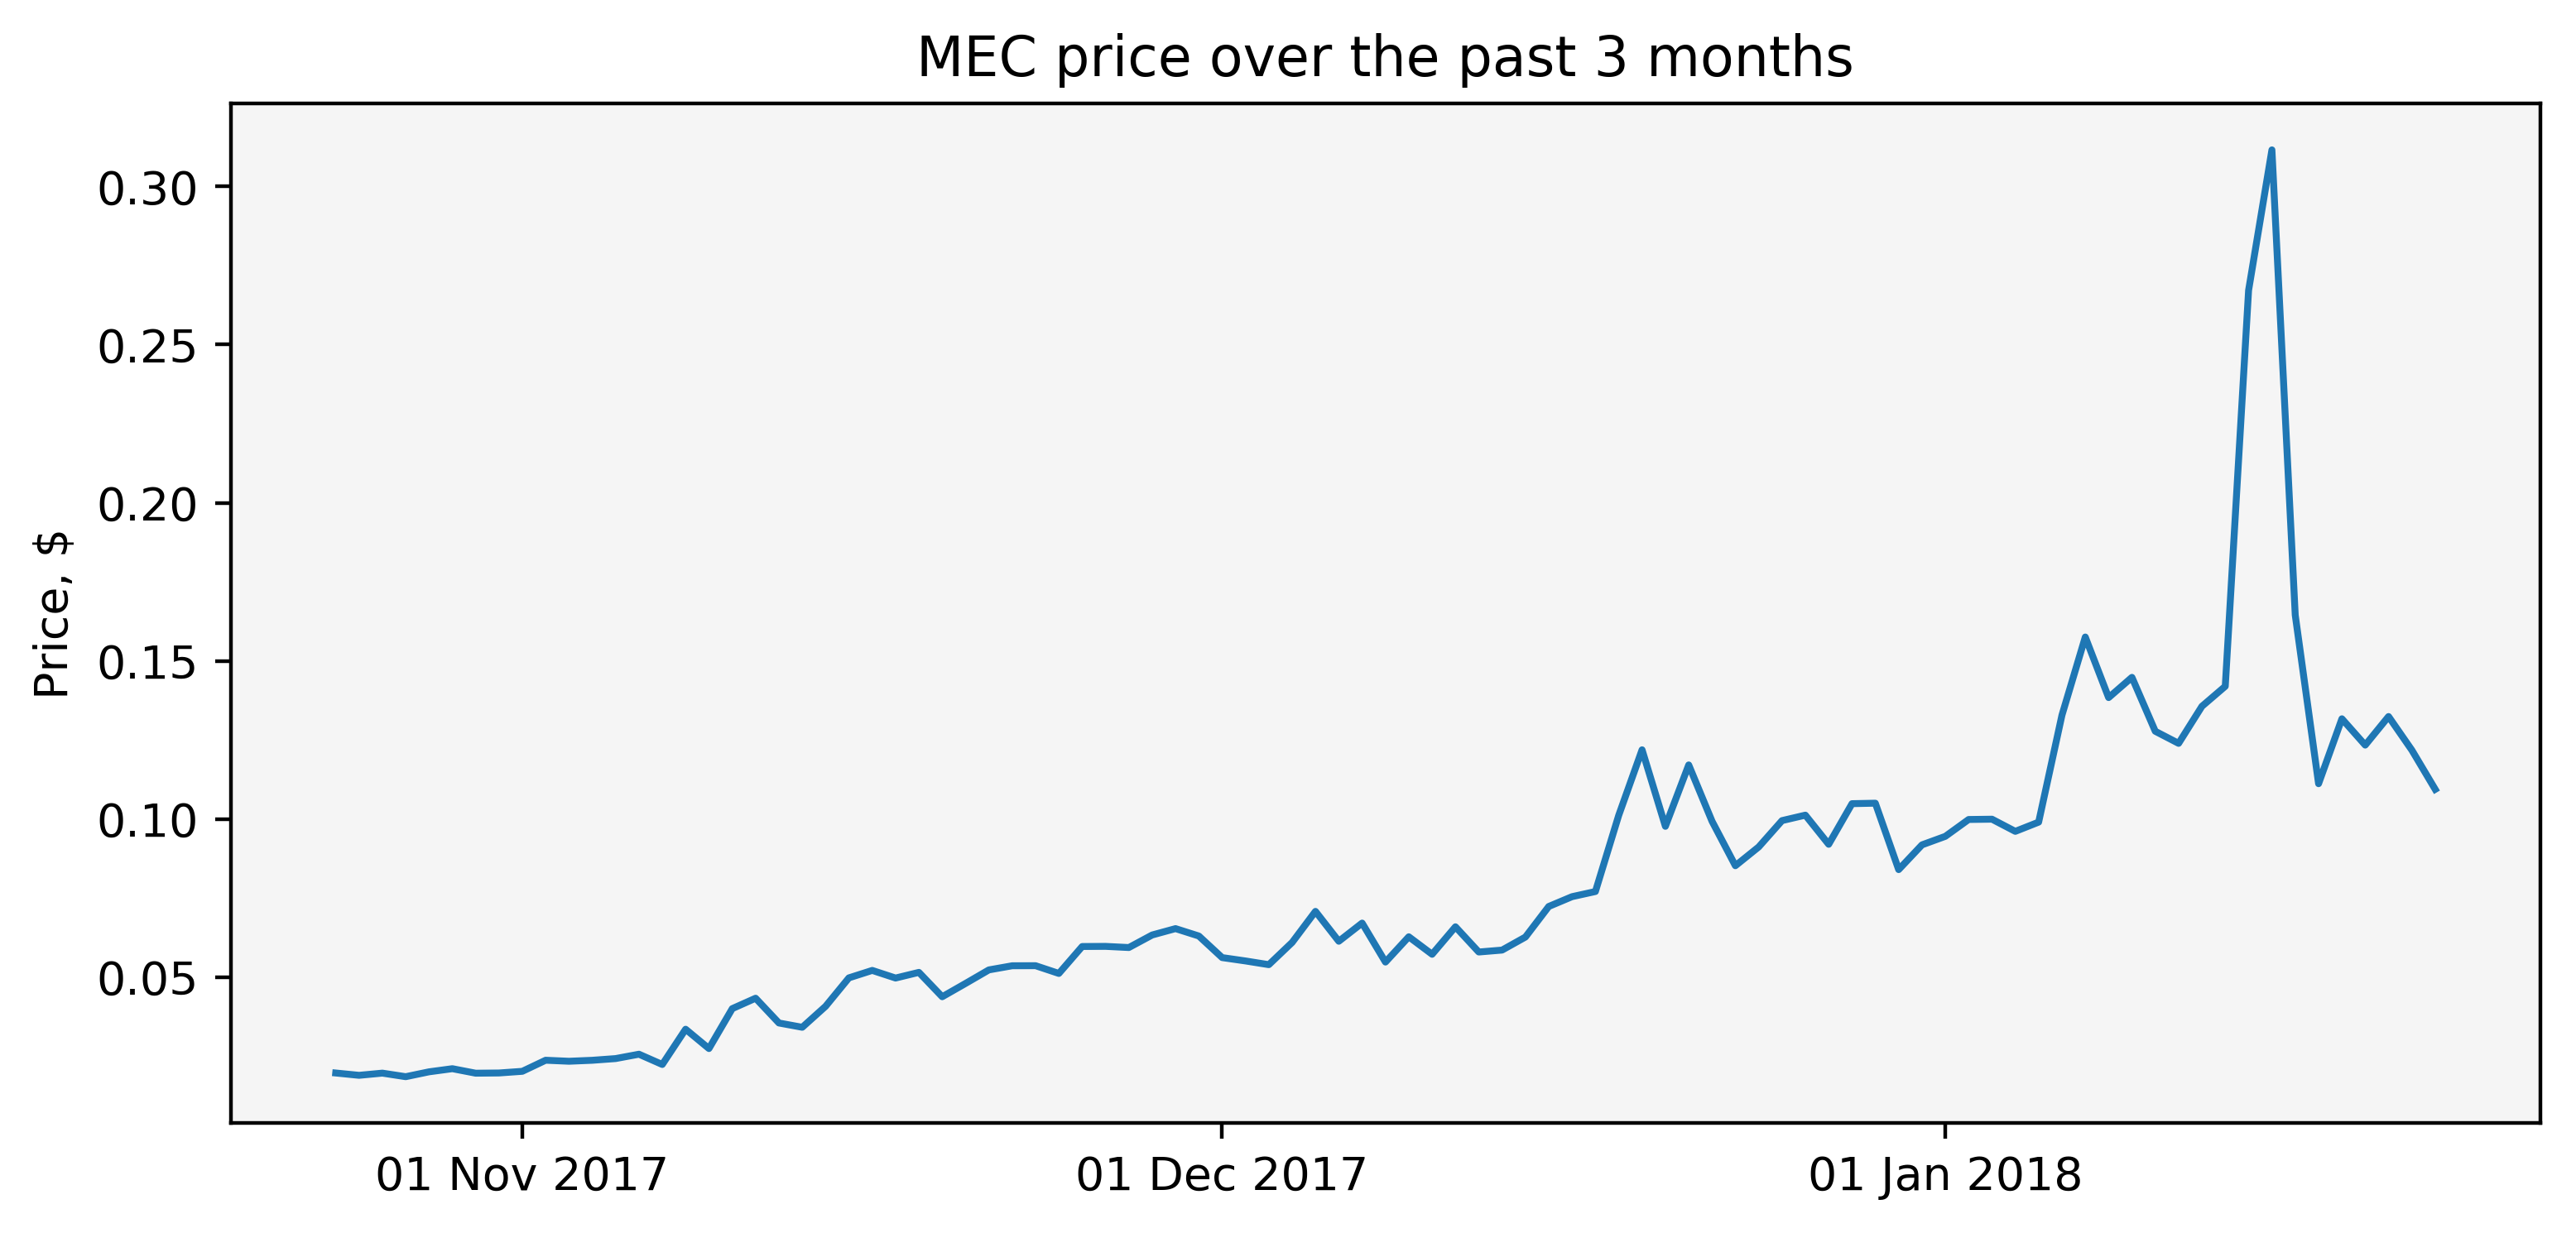 MEC price over the past 3 months
Price, $
0.30
0.25
0.20
0.15
0.10
0.05
01 Nov 2017
01 Dec 2017
01 Jan 2018